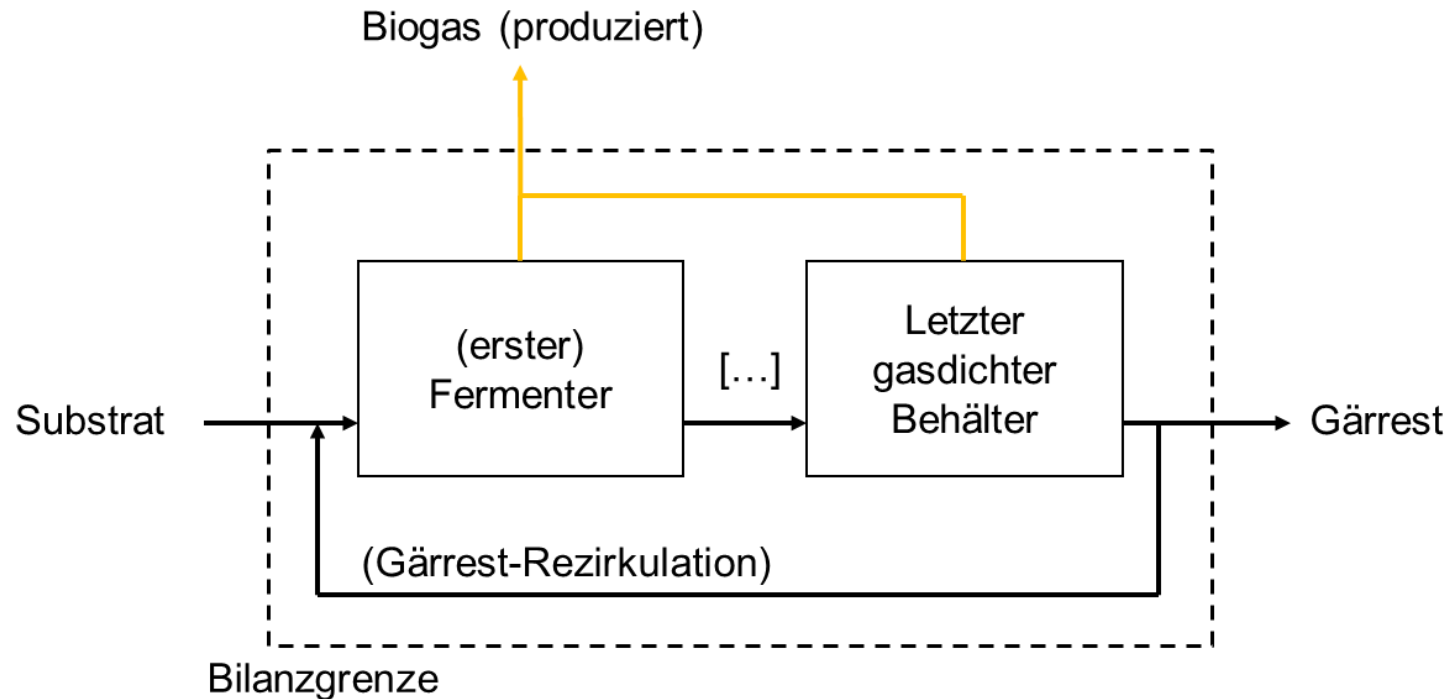 Biogas (produziert)
(erster)
Fermenter
[…]
Letzter
gasdichter
Behälter
Substrat
Gärrest
(Gärrest-Rezirkulation)
Bilanzgrenze